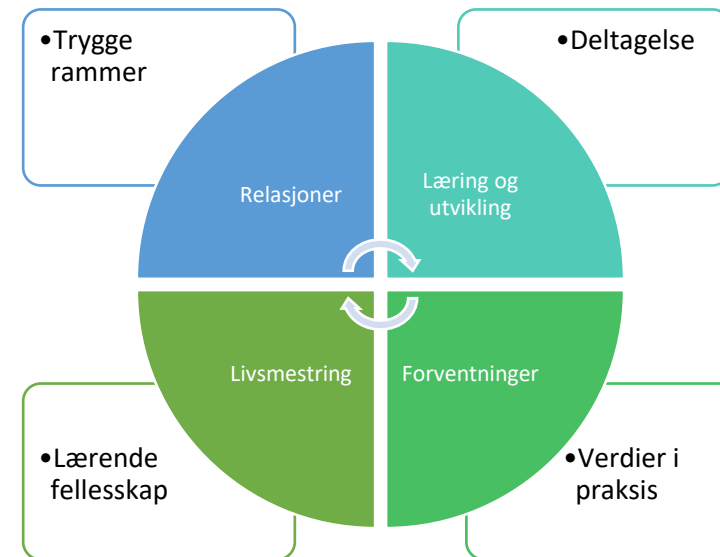 •Trygge
rammer
•Deltagelse
Relasjoner
Læring og
utvikling
Livsmestring
Forventninger
•Lærende
fellesskap
•Verdier i
praksis